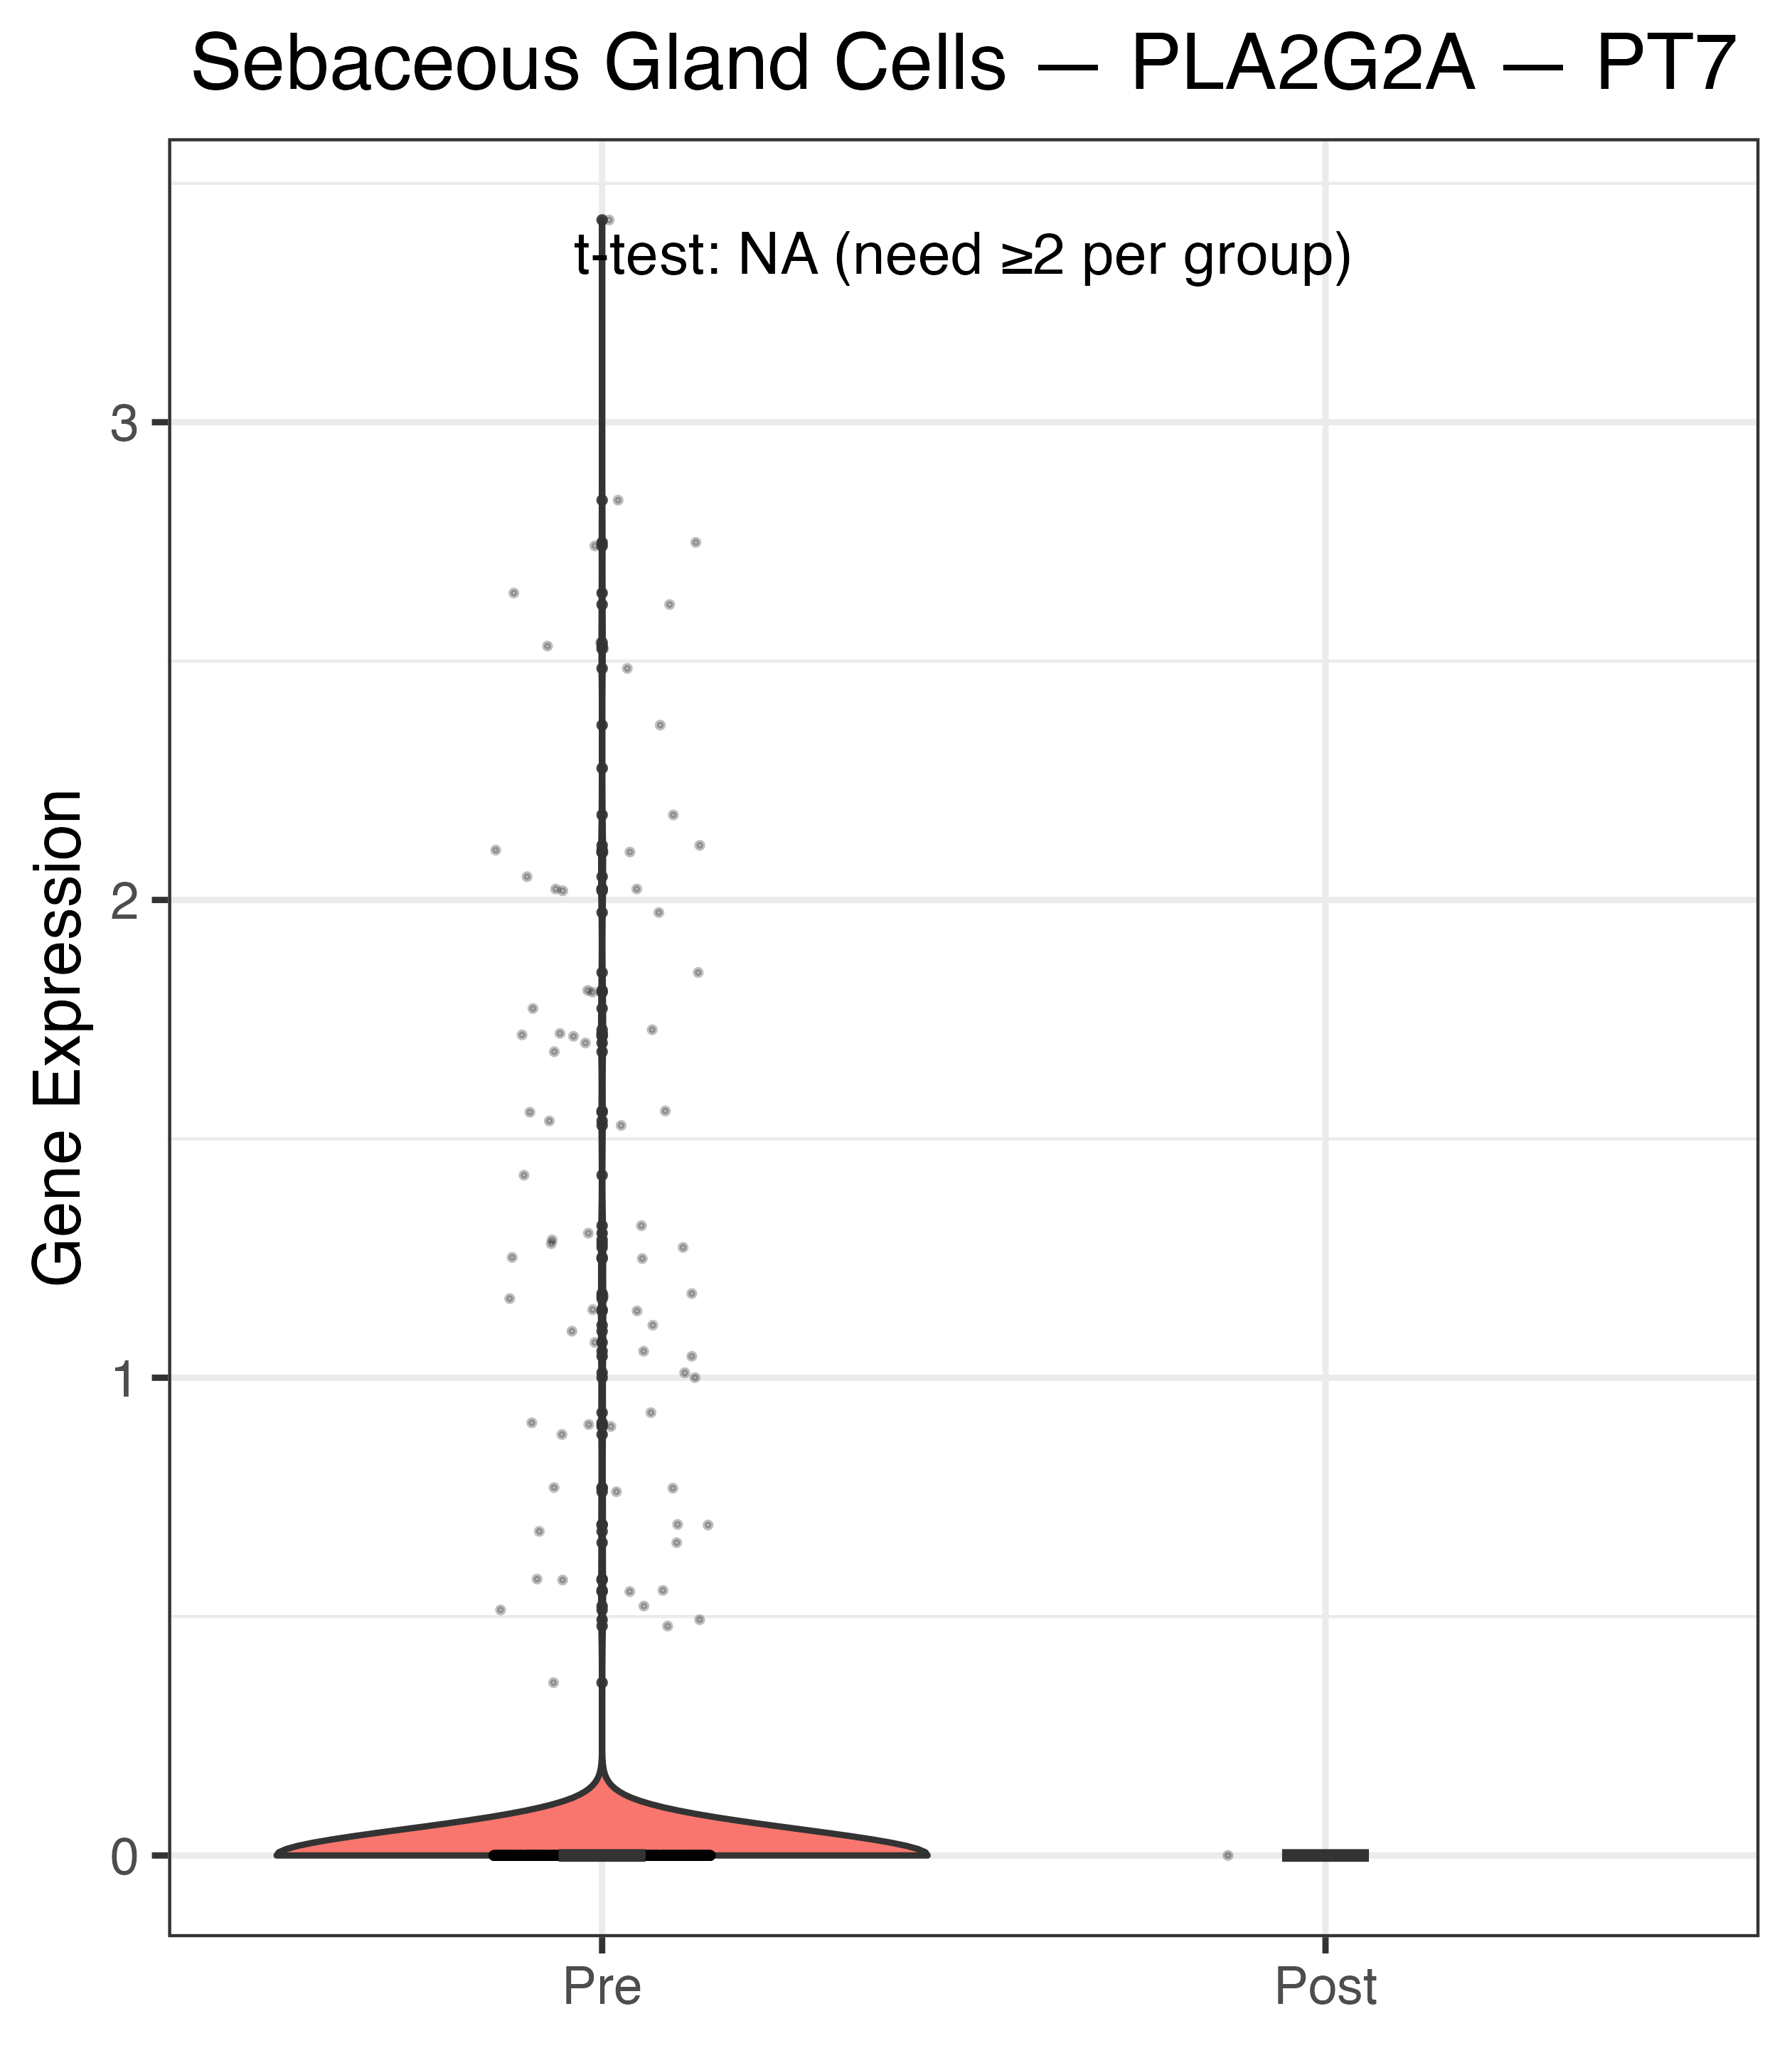 Sebaceous Gland Cells — PLA2G2A — PT7
t-test: NA (need ≥2 per group)
Gene Expression
3
2
1
0
Pre
Post